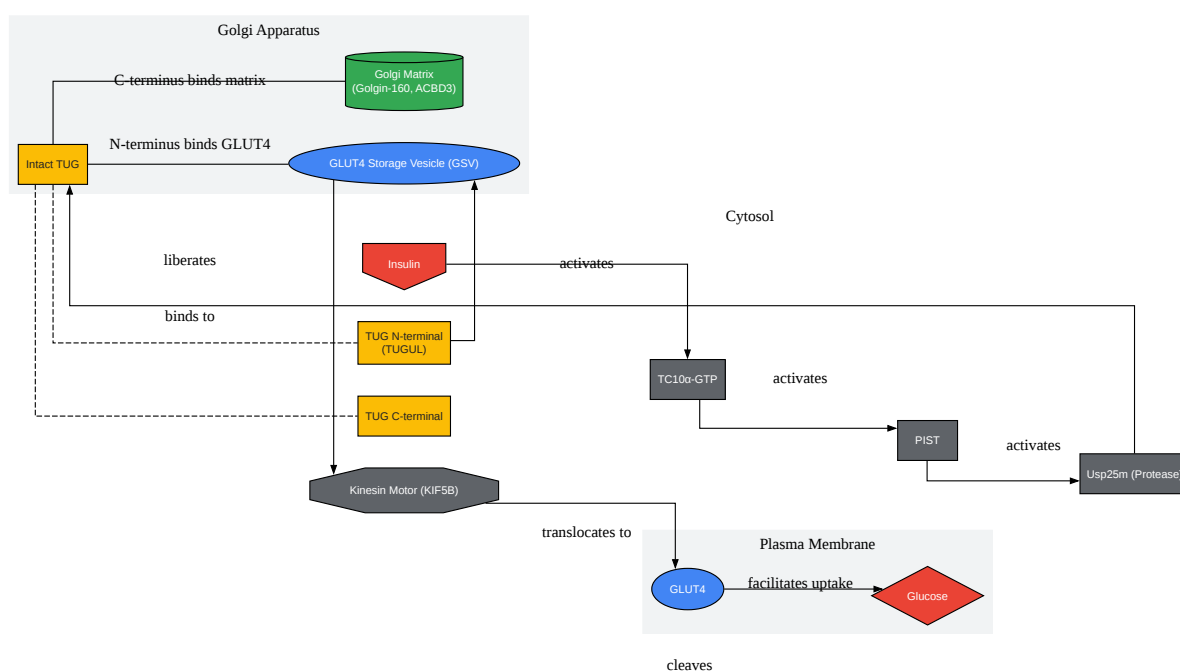 Golgi Apparatus
Golgi Matrix
(Golgin-160, ACBD3)
C-terminus binds matrix
N-terminus binds GLUT4
Intact TUG
GLUT4 Storage Vesicle (GSV)
Cytosol
liberates
Insulin
activates
binds to
TUG N-terminal
(TUGUL)
TC10α-GTP
activates
TUG C-terminal
PIST
activates
Usp25m (Protease)
Kinesin Motor (KIF5B)
translocates to
Plasma Membrane
GLUT4
facilitates uptake
Glucose
cleaves